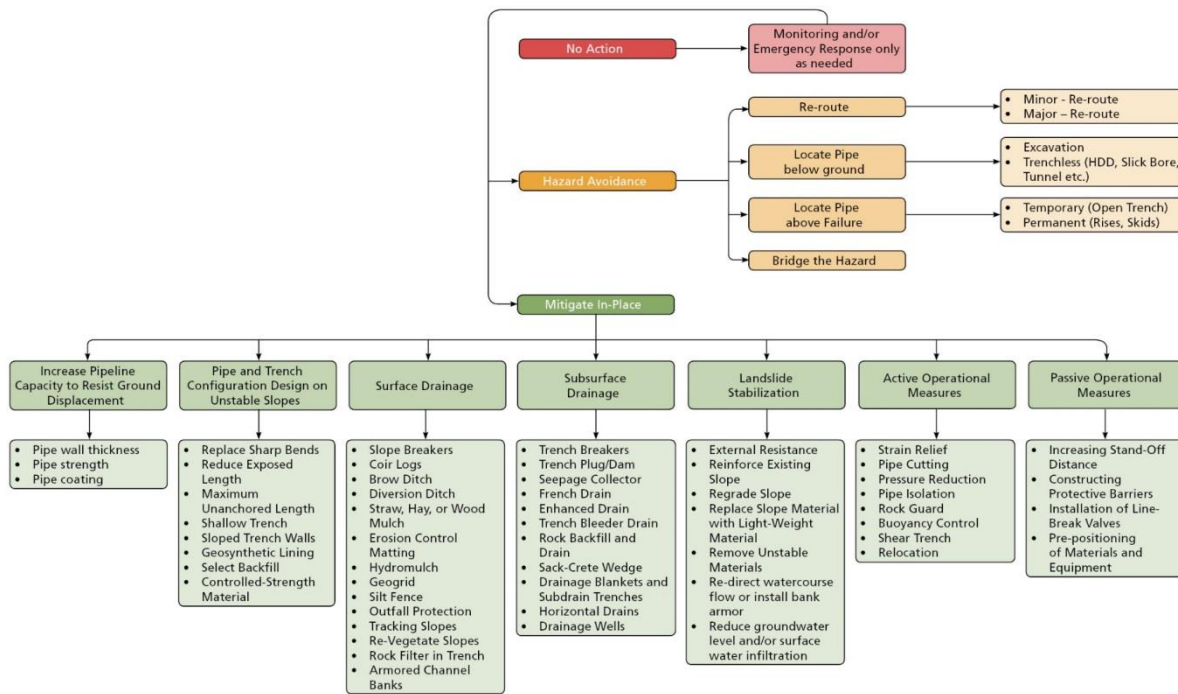 No Action
Monitoring and/or
Emergency Response only
as needed
Hazard Avoidance
Re-route
• Minor - Re-route
• Major – Re-route
Locate Pipe
below ground
• Excavation
• Trenchless (HDD, Slick Bore,
Tunnel etc.)
Locate Pipe
above Failure
• Temporary (Open Trench)
• Permanent (Rises, Skids)
Bridge the Hazard
Mitigate In-Place
Increase Pipeline
Capacity to Resist Ground
Displacement
• Pipe wall thickness
• Pipe strength
• Pipe coating
Pipe and Trench
Configuration Design on
Unstable Slopes
• Replace Sharp Bends
• Reduce Exposed
Length
• Maximum
Unanchored Length
• Shallow Trench
• Sloped Trench Walls
• Geosynthetic Lining
• Select Backfill
• Controlled-Strength
Material
Surface Drainage
• Slope Breakers
• Coir Logs
• Brow Ditch
• Diversion Ditch
• Straw, Hay, or Wood
Mulch
• Erosion Control
Matting
• Hydromulch
• Geogrid
• Silt Fence
• Outfall Protection
• Tracking Slopes
• Re-Vegetate Slopes
• Rock Filter in Trench
• Armored Channel
Banks
Subsurface
Drainage
• Trench Breakers
• Trench Plug/Dam
• Seepage Collector
• French Drain
• Enhanced Drain
• Trench Bleeder Drain
• Rock Backfill and
Drain
• Sack-Crete Wedge
• Drainage Blankets and
Subdrain Trenches
• Horizontal Drains
• Drainage Wells
Landslide
Stabilization
• External Resistance
• Reinforce Existing
Slope
• Regrade Slope
• Replace Slope Material
with Light-Weight
Material
• Remove Unstable
Materials
• Re-direct watercourse
flow or install bank
armor
• Reduce groundwater
level and/or surface
water infiltration
Active Operational
Measures
• Strain Relief
• Pipe Cutting
• Pressure Reduction
• Pipe Isolation
• Rock Guard
• Buoyancy Control
• Shear Trench
• Relocation
Passive Operational
Measures
• Increasing Stand-Off
Distance
• Constructing
Protective Barriers
• Installation of Line-
Break Valves
• Pre-positioning
of Materials and
Equipment